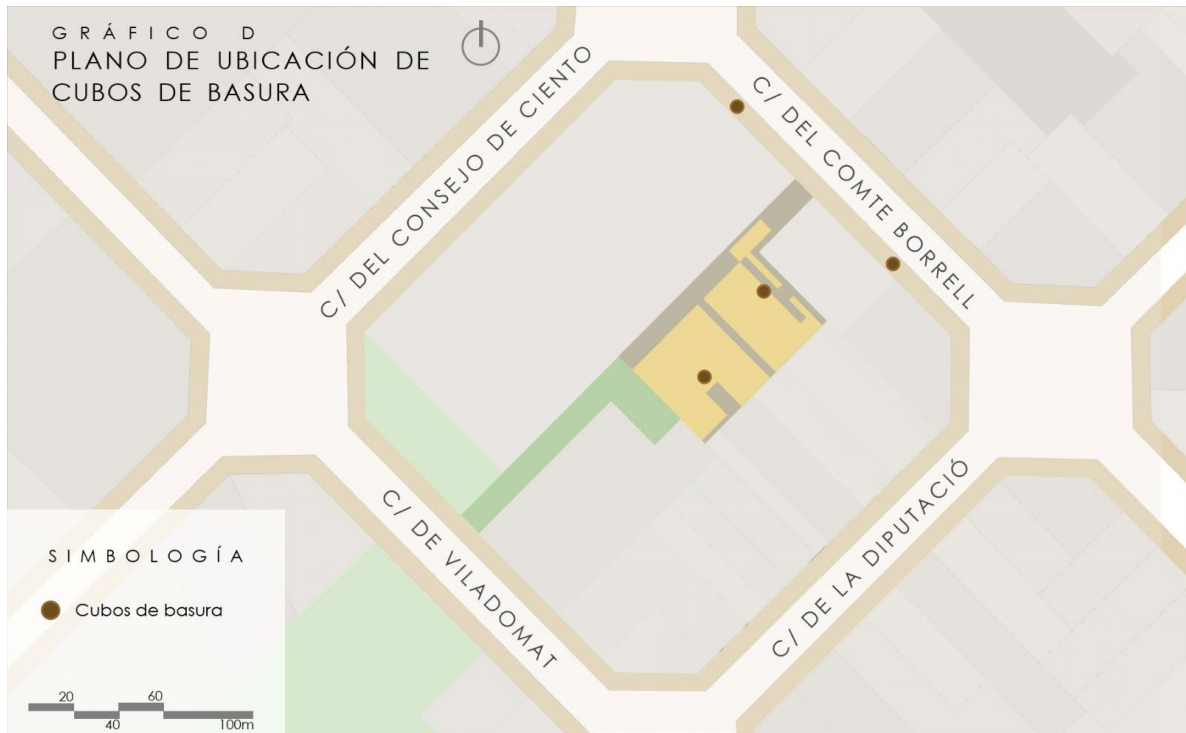 GRÁFICO D
PLANO DE UBICACIÓN DE
CUBOS DE BASURA
C/ DEL CONSEJO DE CIENTO
C/ DEL COMTE BORRELL
C/ DE VILADOMAT
C/ DE LA DIPUTACIÓ
SIMBOLOGÍA
Cubos de basura
20 60
40 100m